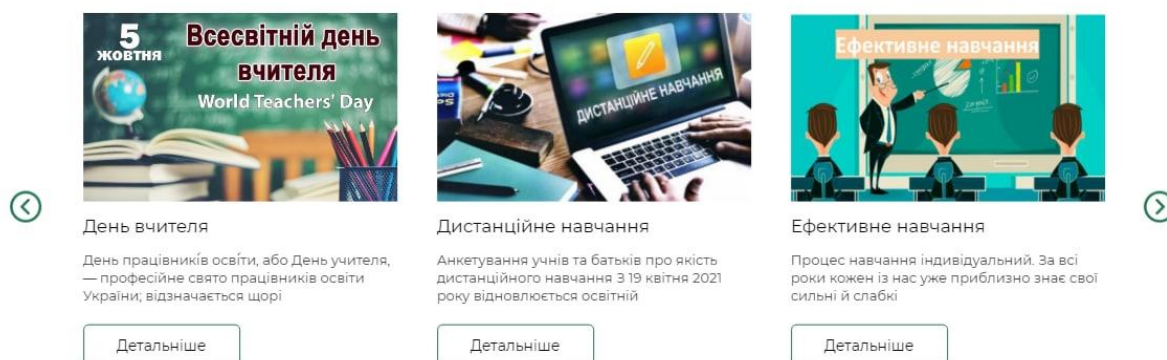 5
ЖОВТНЯ
Всесвітній день
вчителя
World Teachers' Day
День вчителя
День працівникíв освіти, або День учителя,
— професійне свято працівників освіти
України; відзначається щорі
Детальніше
ДИСТАНЦІЙНЕ НАВЧАННЯ
Дистанційне навчання
Анкетування учнів та батьків про якість
дистанційного навчання З 19 квітня 2021
року відновлюється освітній
Детальніше
Ефективне навчання
Ефективне навчання
Процес навчання індивідуальний. За всі
роки кожен із нас уже приблизно знає свої
сильні й слабкі
Детальніше